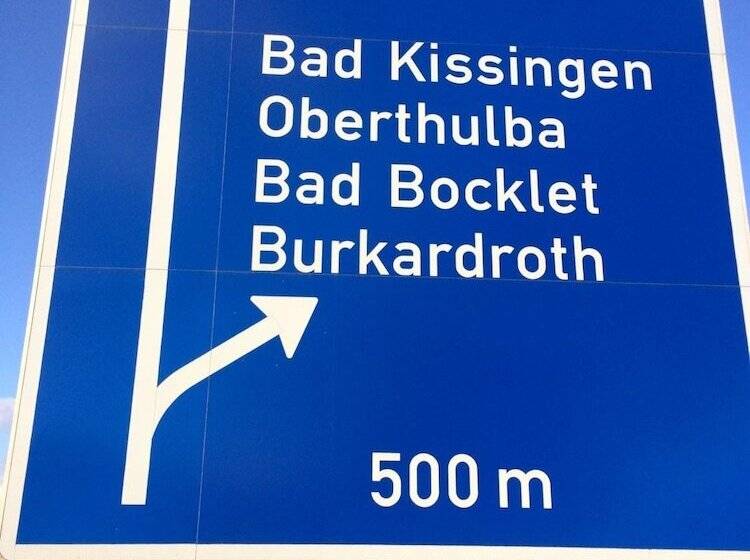 Bad Kissingen
Oberthulba
Bad Bocklet
Burkardroth
500 m